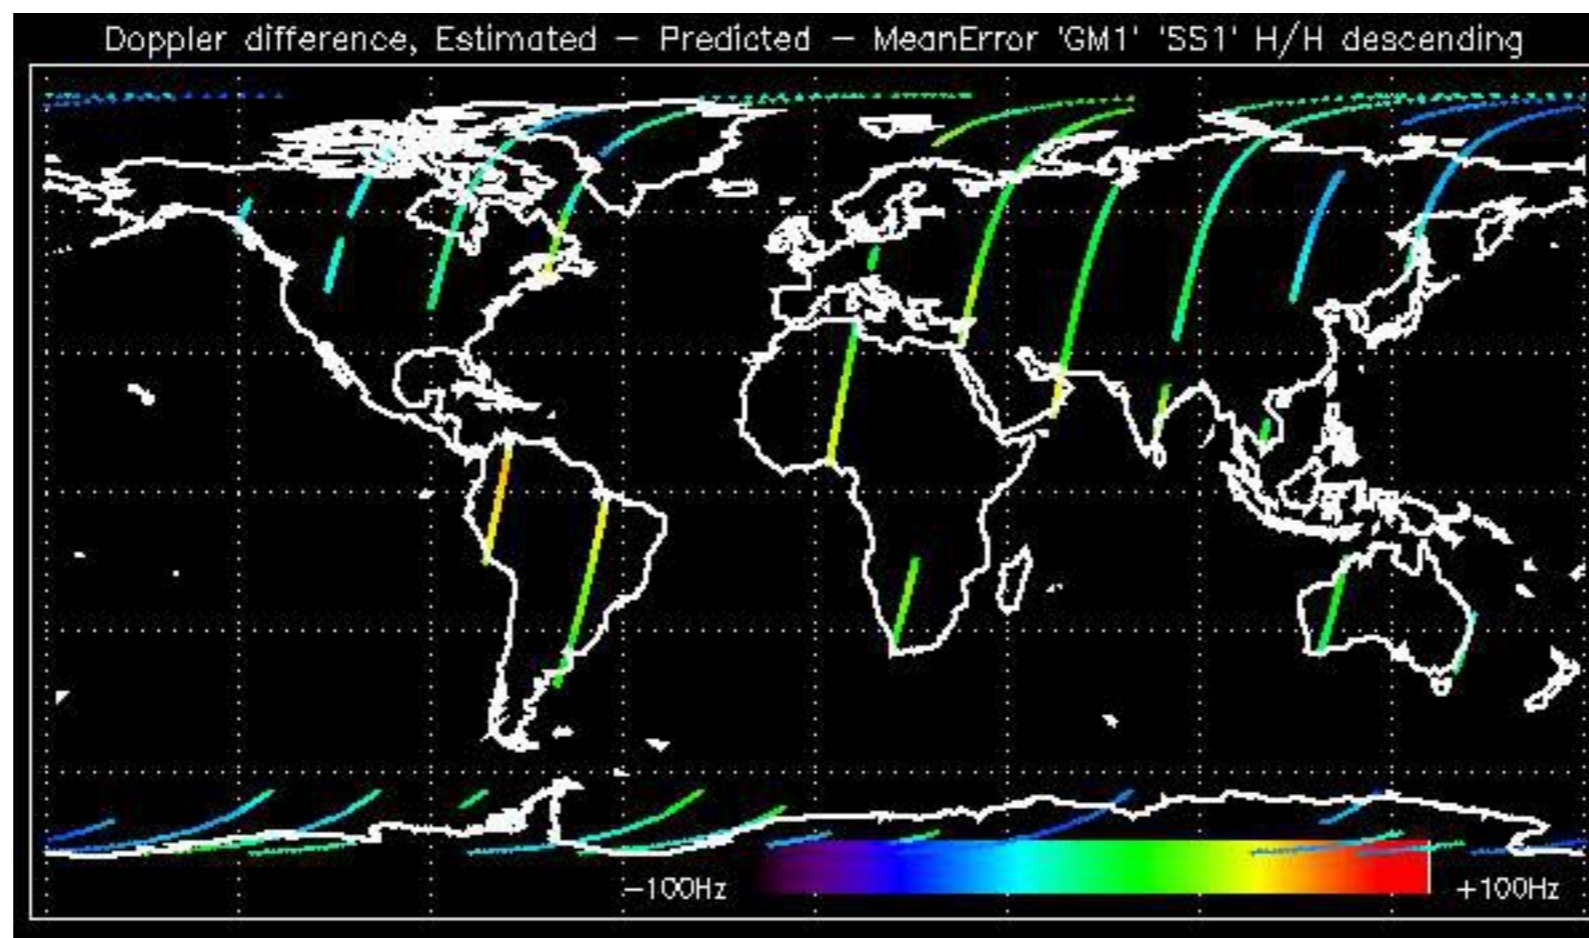 Doppler difference, Estimated – Predicted – MeanError 'GM1' 'SS1' H/H descending
–100Hz +100Hz